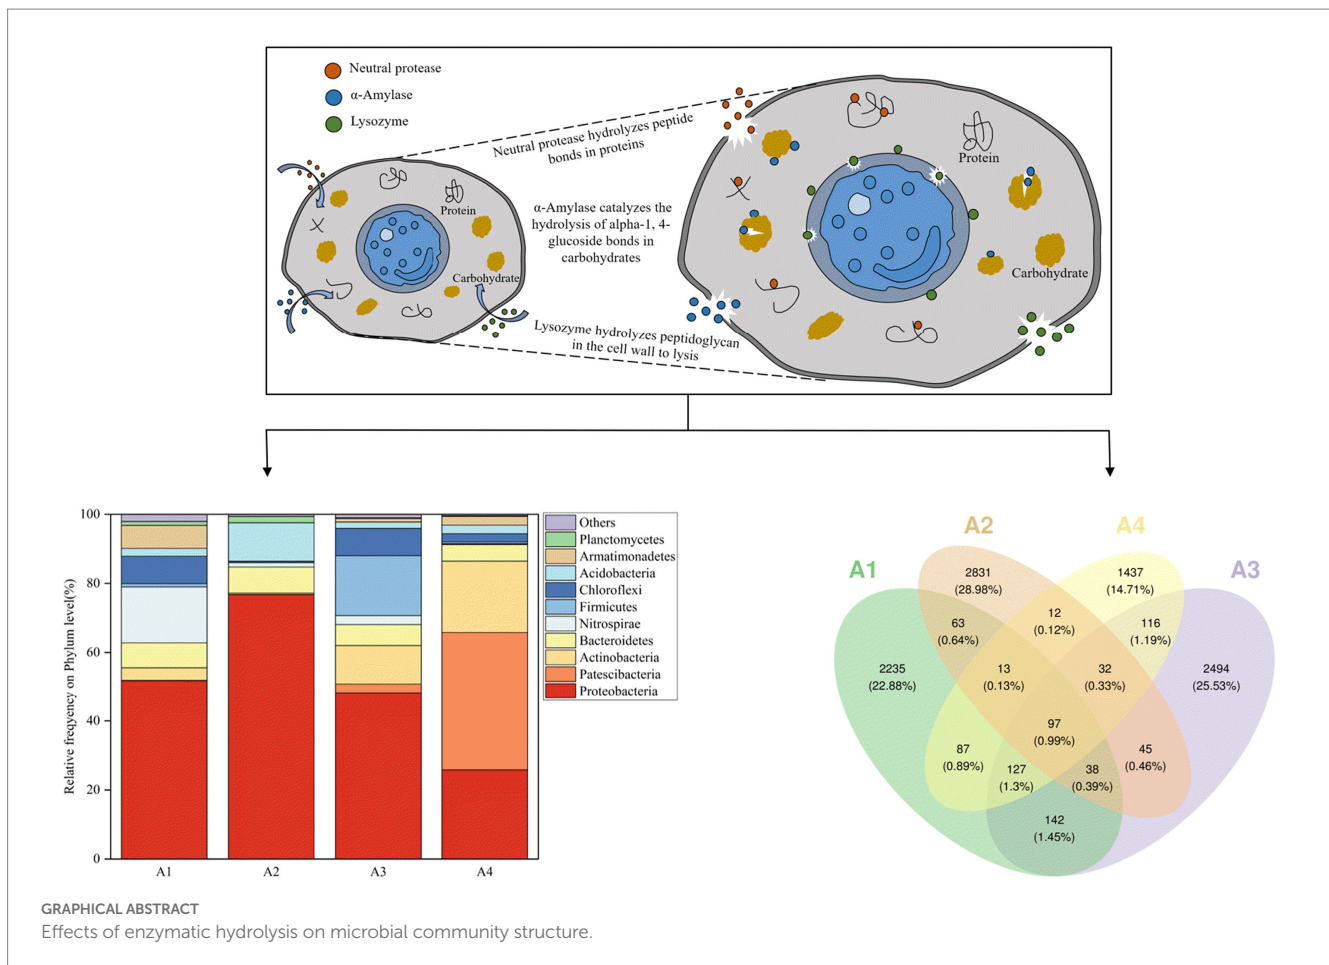 Neutral protease
α-Amylase
Lysozyme
Neutral protease hydrolyzes peptide
bonds in proteins
α-Amylase catalyzes the
hydrolysis of alpha-1, 4-
glucoside bonds in
carbohydrates
Lysozyme hydrolyzes peptidoglycan
in the cell wall to lysis
Protein
Carbohydrate
Protein
Carbohydrate
Relative freqyency on Phylum level(%)
100
80
60
40
20
0
A1
A2
A3
A4
Others
Planctomycetes
Armatimonadetes
Acidobacteria
Chloroflexi
Firmicutes
Nitrospirae
Bacteroidetes
Actinobacteria
Patescibacteria
Proteobacteria
A1
A2
A4
A3
2831
(28.98%)
1437
(14.71%)
12
(0.12%)
63
(0.64%)
116
(1.19%)
2235
(22.88%)
13
(0.13%)
32
(0.33%)
2494
(25.53%)
97
(0.99%)
87
(0.89%)
45
(0.46%)
127
(1.3%)
38
(0.39%)
142
(1.45%)
GRAPHICAL ABSTRACT
Effects of enzymatic hydrolysis on microbial community structure.